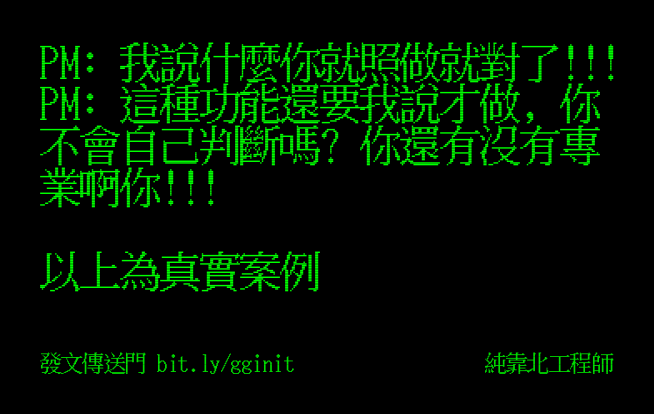 PM: 我說什麼你就照做就對了!!!
PM: 這種功能還要我說才做, 你
不會自己判斷嗎? 你還有沒有專
業啊你!!!
以上為真實案例
發文傳送門 bit.ly/gginit
純靠北工程師